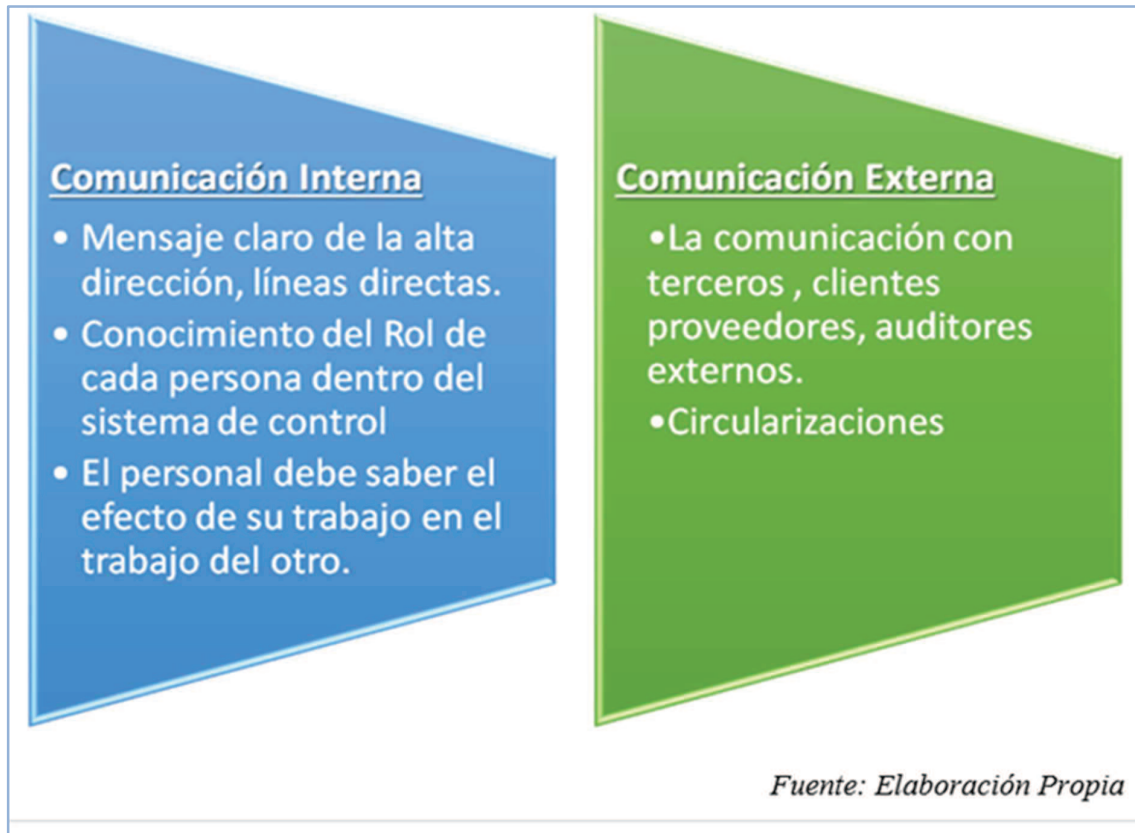 Comunicación Interna
• Mensaje claro de la alta
dirección, líneas directas.
• Conocimiento del Rol de
cada persona dentro del
sistema de control
• El personal debe saber el
efecto de su trabajo en el
trabajo del otro.
Comunicación Externa
•La comunicación con
terceros , clientes
proveedores, auditores
externos.
•Circularizaciones
Fuente: Elaboración Propia